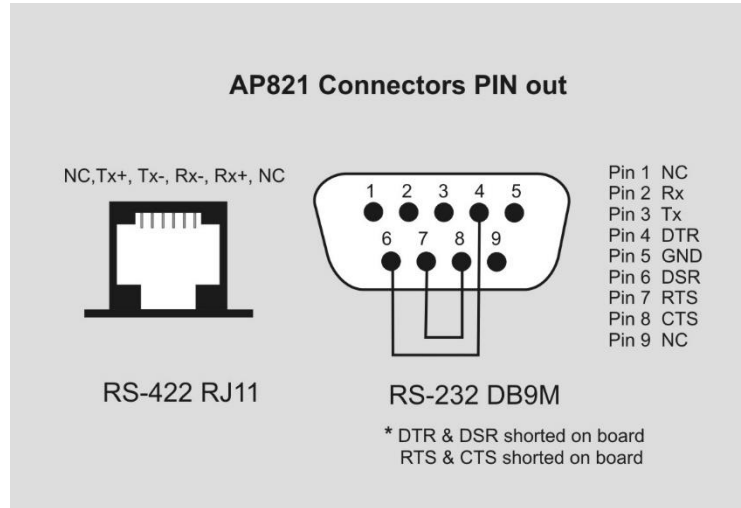 AP821 Connectors PIN out
NC,Tx+, Tx-, Rx-, Rx+, NC
RS-422 RJ11
1 2 3 4 5
6 7 8 9
RS-232 DB9M
* DTR & DSR shorted on board
RTS & CTS shorted on board
Pin 1 NC
Pin 2 Rx
Pin 3 Tx
Pin 4 DTR
Pin 5 GND
Pin 6 DSR
Pin 7 RTS
Pin 8 CTS
Pin 9 NC